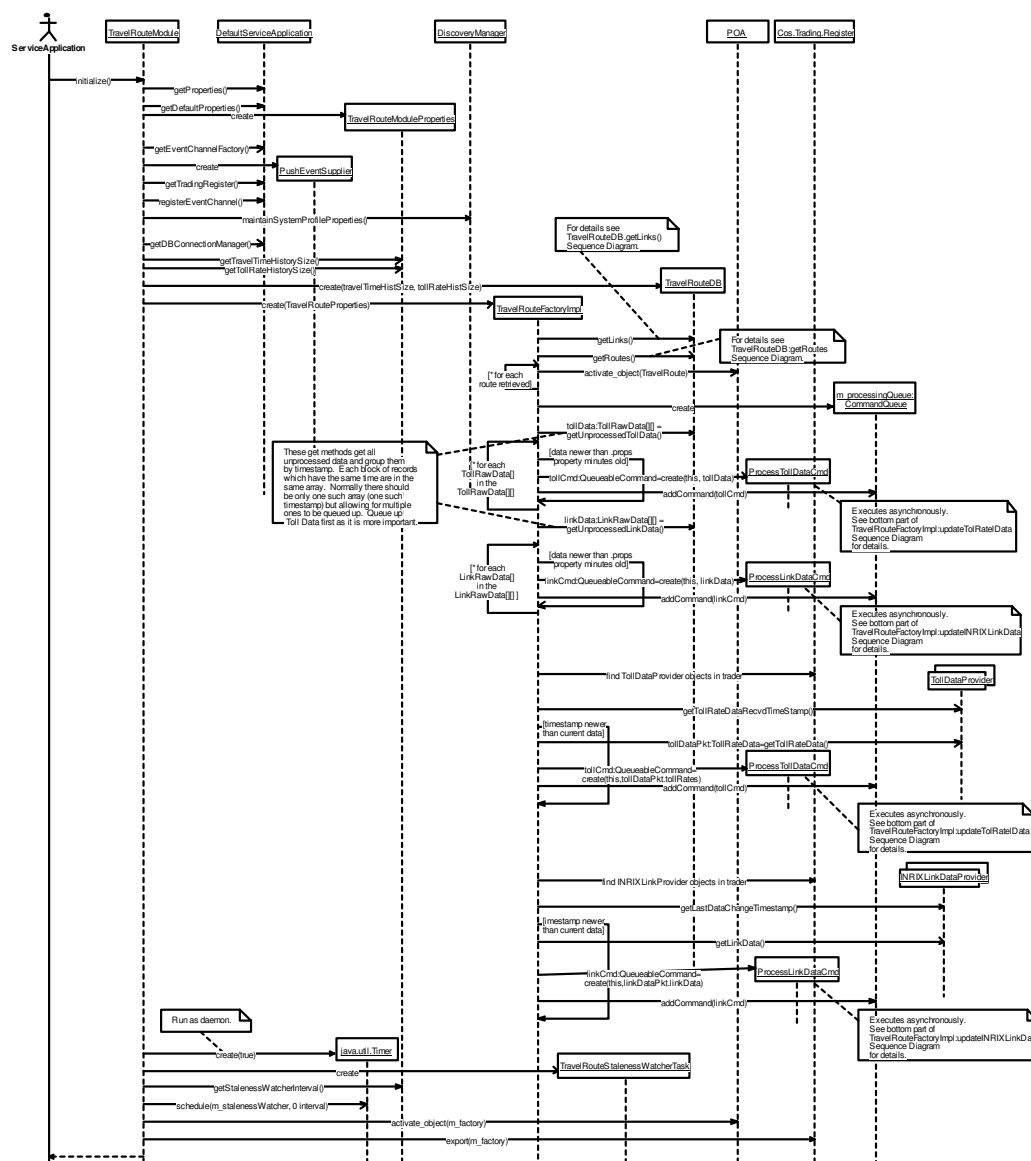 ServiceApplication
TravelRouteModule
DefaultServiceApplication
DiscoveryManager
POA
Cos.Trading.Register
initialize()
getProperties()
getDefaultProperties()
create
TravelRouteModuleProperties
getEventChannelFactory()
create
PushEventSupplier
getTradingRegister()
registerEventChannel()
maintainSystemProfileProperties()
getDBConnectionManager()
getTravelTimeHistorySize()
getTollRateHistorySize()
For details see
TravelRouteDB.getLinks()
Sequence Diagram.
create(travelTimeHistSize, tollRateHistSize)
TravelRouteDB
create(TravelRouteProperties)
TravelRouteFactoryImpl
getLinks()
For details see
TravelRouteDB:getRoutes
Sequence Diagram.
getRoutes()
[* for each
route retrieved]
activate_object(TravelRoute)
create
m_processingQueue:
CommandQueue
tollData:TollRawData[][] =
getUnprocessedTollData()
These get methods get all
unprocessed data and group them
by timestamp. Each block of records
which have the same time are in the
same array. Normally there should
be only one such array (one such
timestamp) but allowing for multiple
ones to be queued up. Queue up
Toll Data first as it is more important.
[* for each
TollRawData[]
in the
TollRawData[][]
[data newer than .props
property minutes old]
tollCmd:QueueableCommand=create(this, tollData)
ProcessTollDataCmd
addCommand(tollCmd)
Executes asynchronously.
See bottom part of
TravelRouteFactoryImpl:updateTollRatelData
Sequence Diagram
for details.
linkData:LinkRawData[][] =
getUnprocessedLinkData()
[* for each
LinkRawData[]
in the
LinkRawData[][] ]
[data newer than .props
property minutes old]
linkCmd:QueueableCommand=create(this, linkData)
ProcessLinkDataCmd
addCommand(linkCmd)
Executes asynchronously.
See bottom part of
TravelRouteFactoryImpl:updateINRIXLinkData
Sequence Diagram
for details.
find TollDataProvider objects in trader
TollDataProvider
getTollRateDataRecvdTimeStamp()
[timestamp newer
than current data]
tollDataPkt:TollRateData=getTollRateData()
tollCmd:QueueableCommand=
create(this,tollDataPkt.tollRates)
ProcessTollDataCmd
addCommand(tollCmd)
Executes asynchronously.
See bottom part of
TravelRouteFactoryImpl:updateTollRatelData
Sequence Diagram
for details.
find INRIXLinkProvider objects in trader
INRIXLinkDataProvider
getLastDataChangeTimestamp()
[timestamp newer
than current data]
getLinkData()
linkCmd:QueueableCommand=
create(this,linkDataPkt.linkData)
ProcessLinkDataCmd
addCommand(linkCmd)
Executes asynchronously.
See bottom part of
TravelRouteFactoryImpl:updateINRIXLinkDa
Sequence Diagram
for details.
Run as daemon.
create(true)
java.util.Timer
create
TravelRouteStalenessWatcherTask
getStalenessWatcherInterval()
schedule(m_stalenessWatcher, 0 interval)
activate_object(m_factory)
export(m_factory)